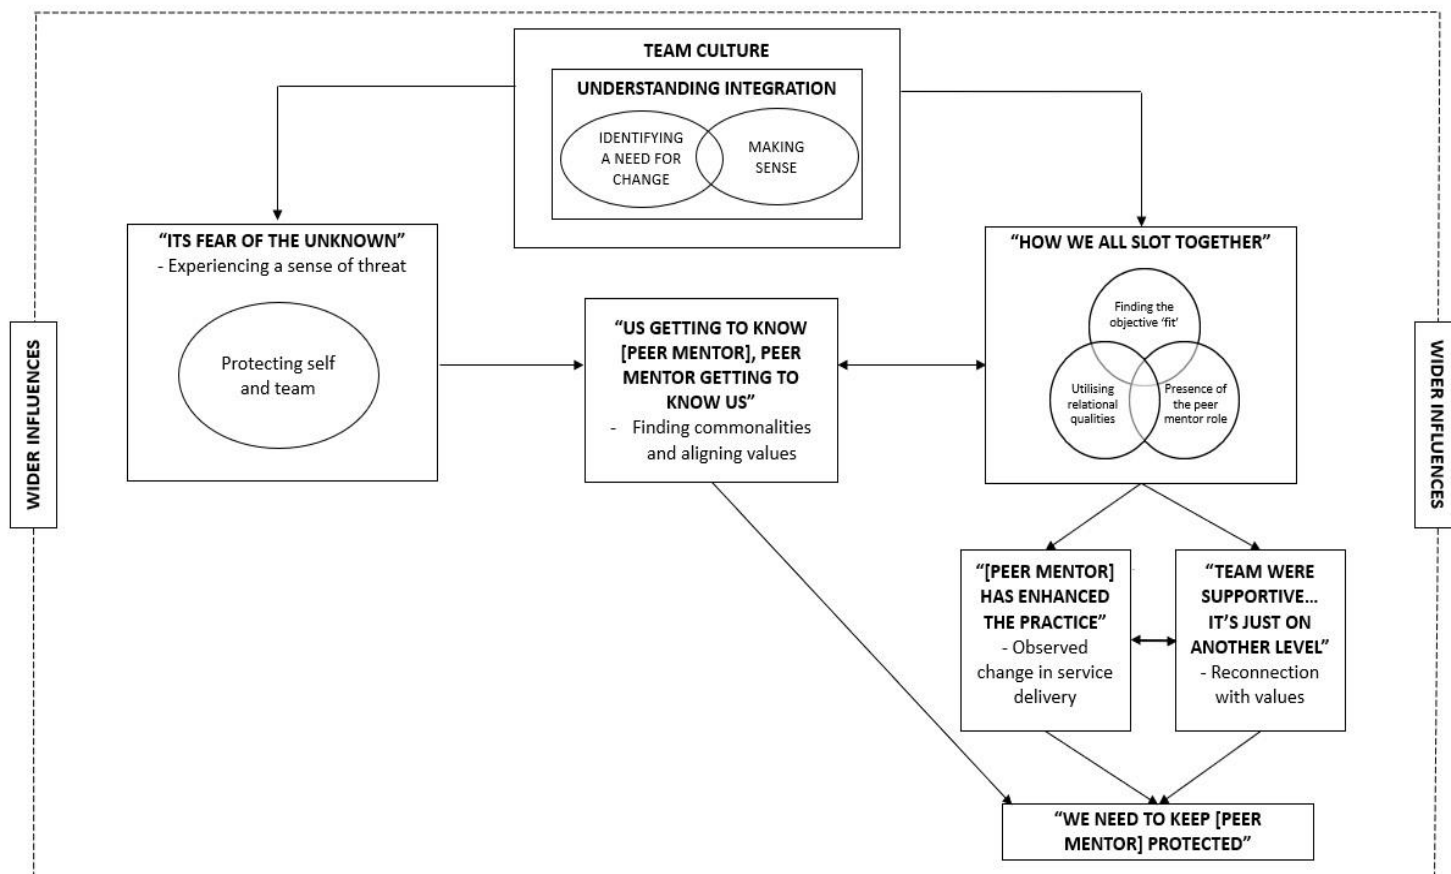 TEAM CULTURE
UNDERSTANDING INTEGRATION
IDENTIFYING
A NEED FOR
CHANGE
MAKING
SENSE
“ITS FEAR OF THE UNKNOWN”
- Experiencing a sense of threat
Protecting self
and team
“US GETTING TO KNOW
[PEER MENTOR], PEER
MENTOR GETTING TO
KNOW US”
- Finding commonalities
and aligning values
“HOW WE ALL SLOT TOGETHER”
Finding the
objective ‘fit’
Utilising
relational
qualities
Presence of
the peer
mentor role
WIDER INFLUENCES
WIDER INFLUENCES
“[PEER MENTOR]
HAS ENHANCED
THE PRACTICE”
- Observed
change in service
delivery
“TEAM WERE
SUPPORTIVE…
IT’S JUST ON
ANOTHER LEVEL”
- Reconnection
with values
“WE NEED TO KEEP [PEER
MENTOR] PROTECTED”